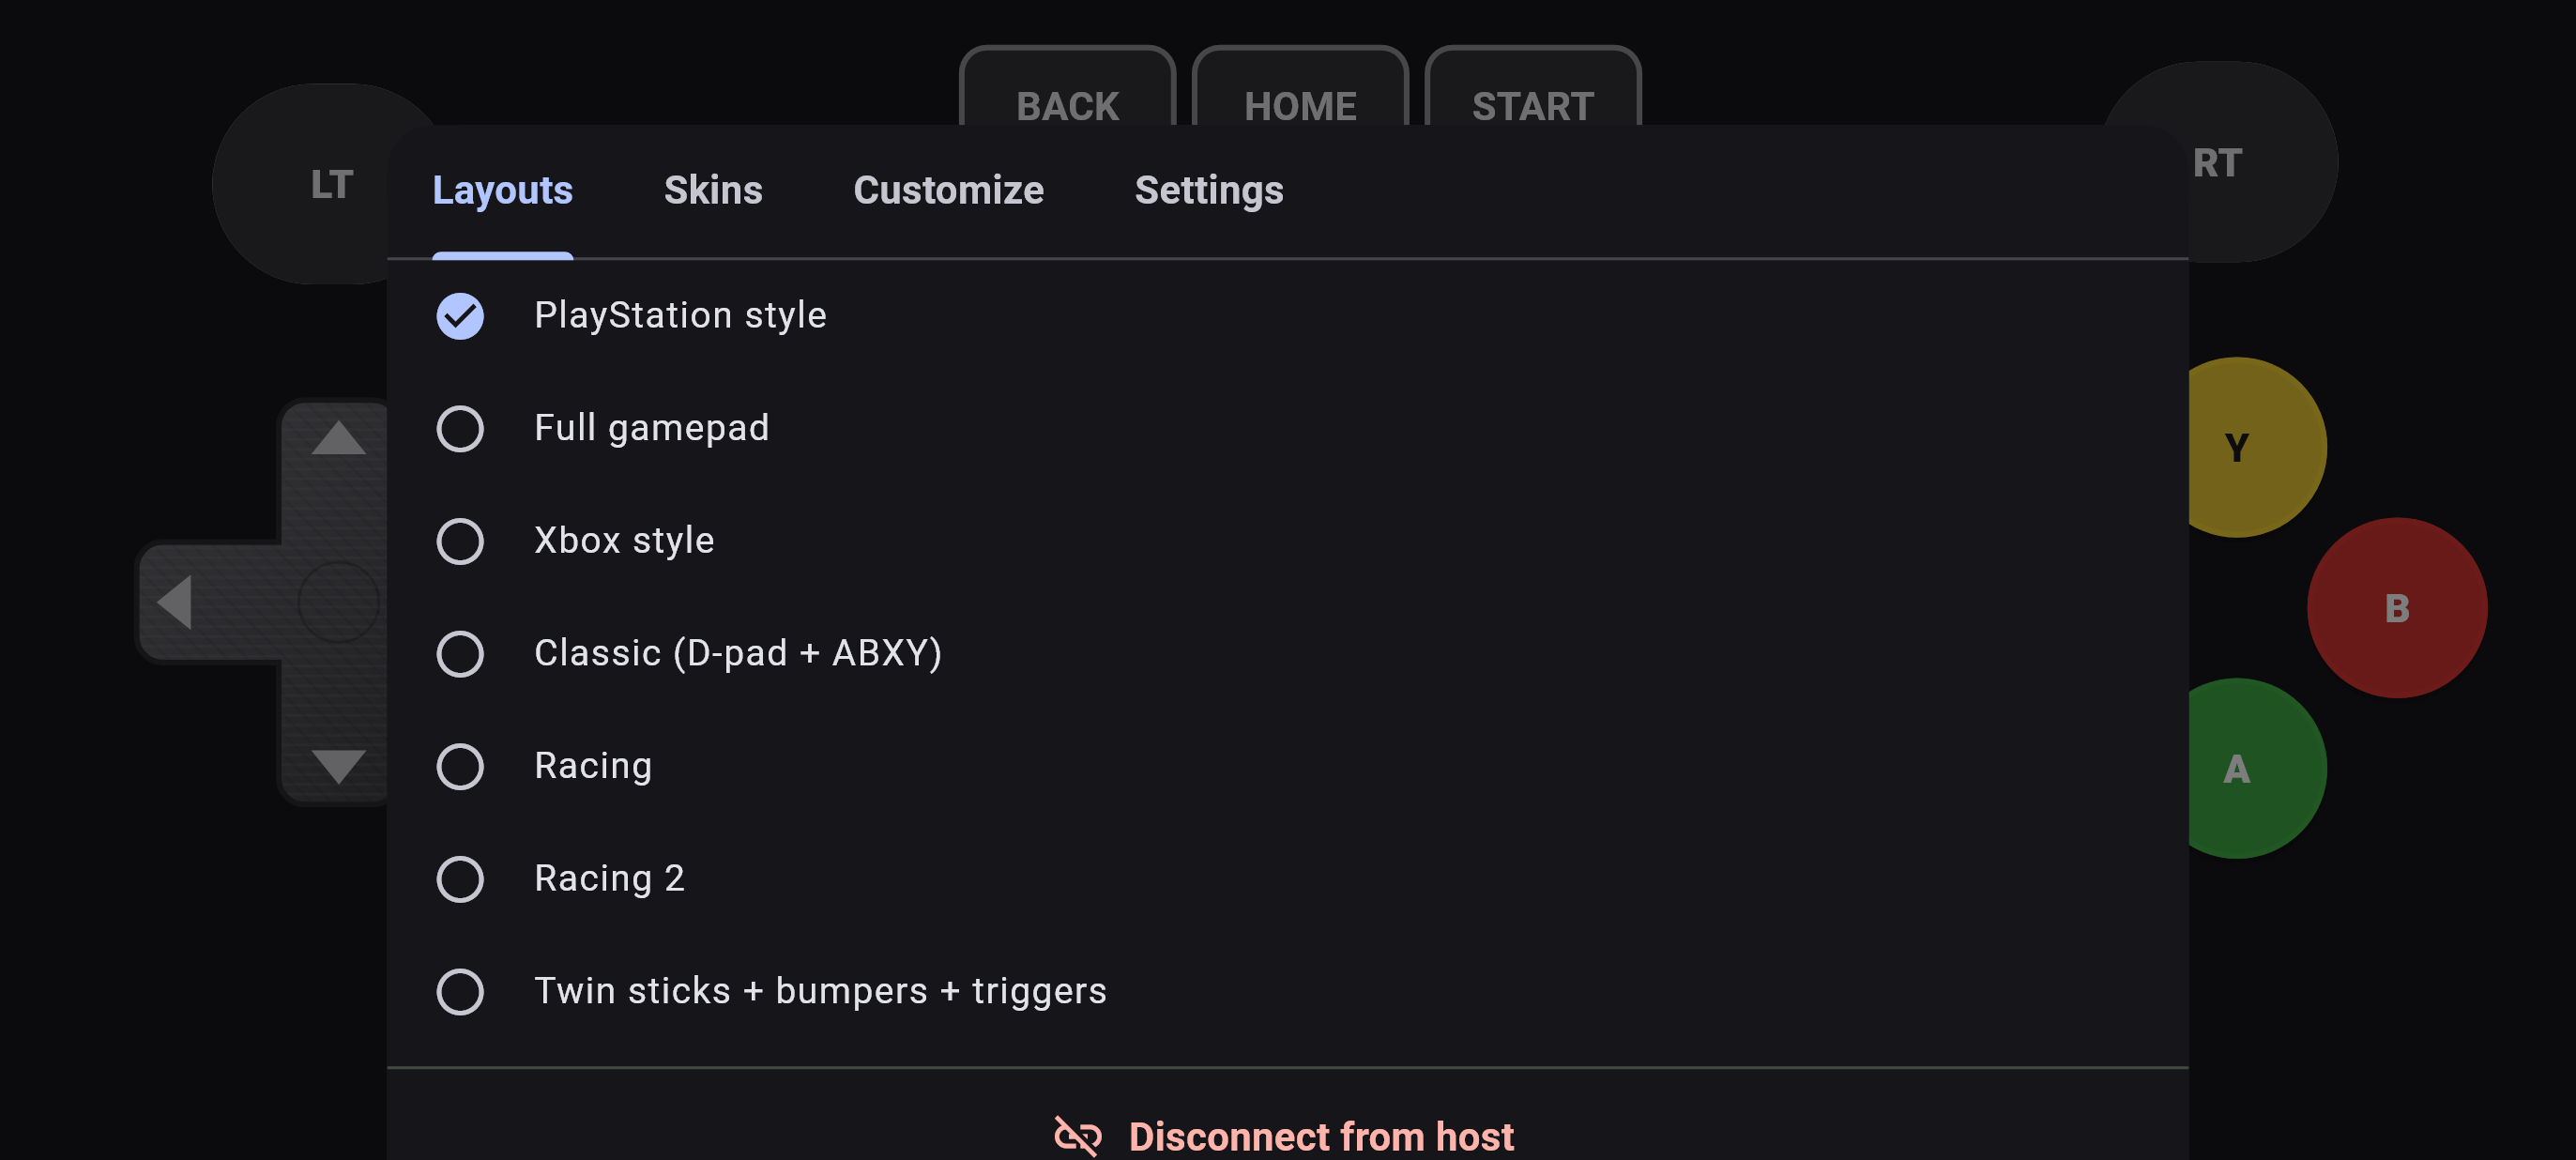 BACK HOME START
LT
RT
Layouts Skins Customize Settings
PlayStation style
Full gamepad
Y
Xbox style
B
Classic (D-pad + ABXY)
Racing
A
Racing 2
Twin sticks + bumpers + triggers
Disconnect from host